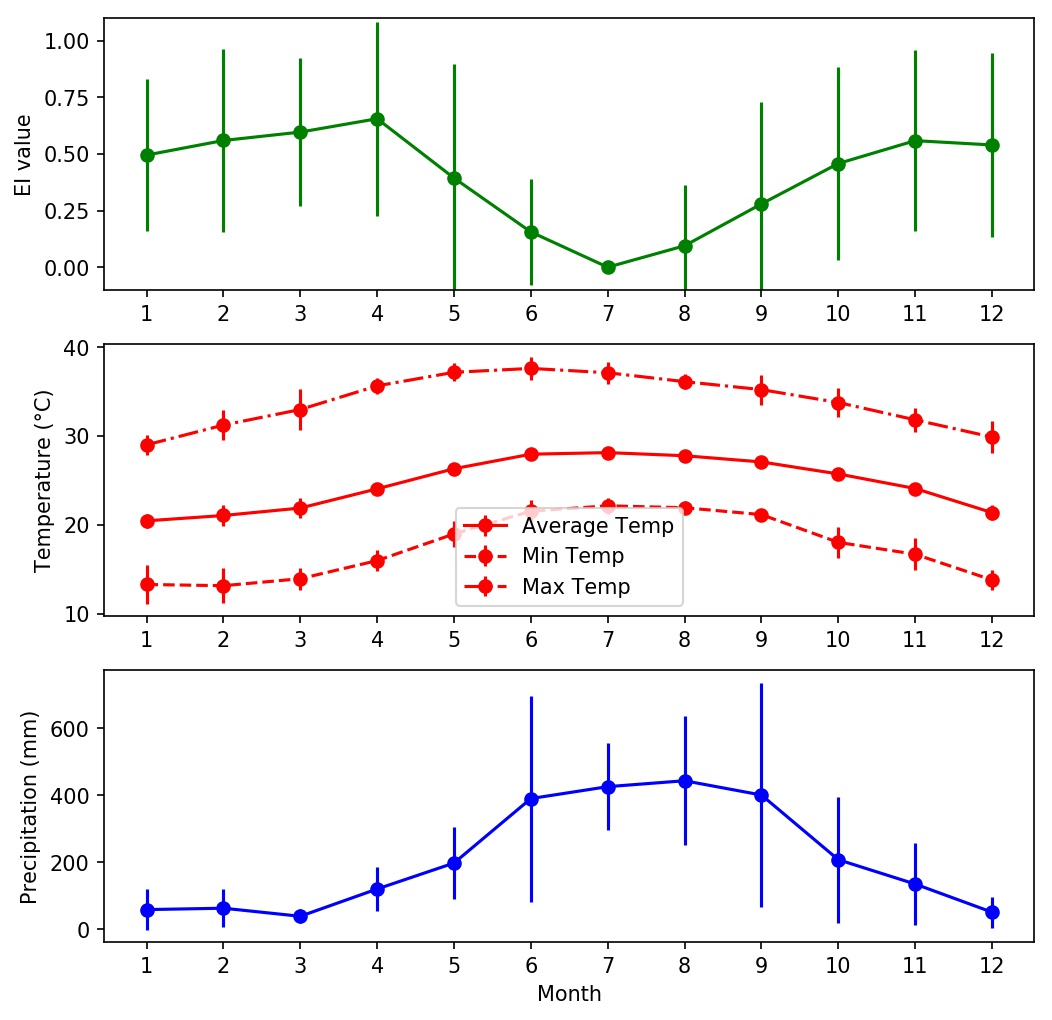 EI value
1.00
0.75
0.50
0.25
0.00
1 2 3 4 5 6 7 8 9 10 11 12
Temperature (°C)
40
30
20
10
Average Temp
Min Temp
Max Temp
1 2 3 4 5 6 7 8 9 10 11 12
Precipitation (mm)
600
400
200
0
1 2 3 4 5 6 7 8 9 10 11 12
Month